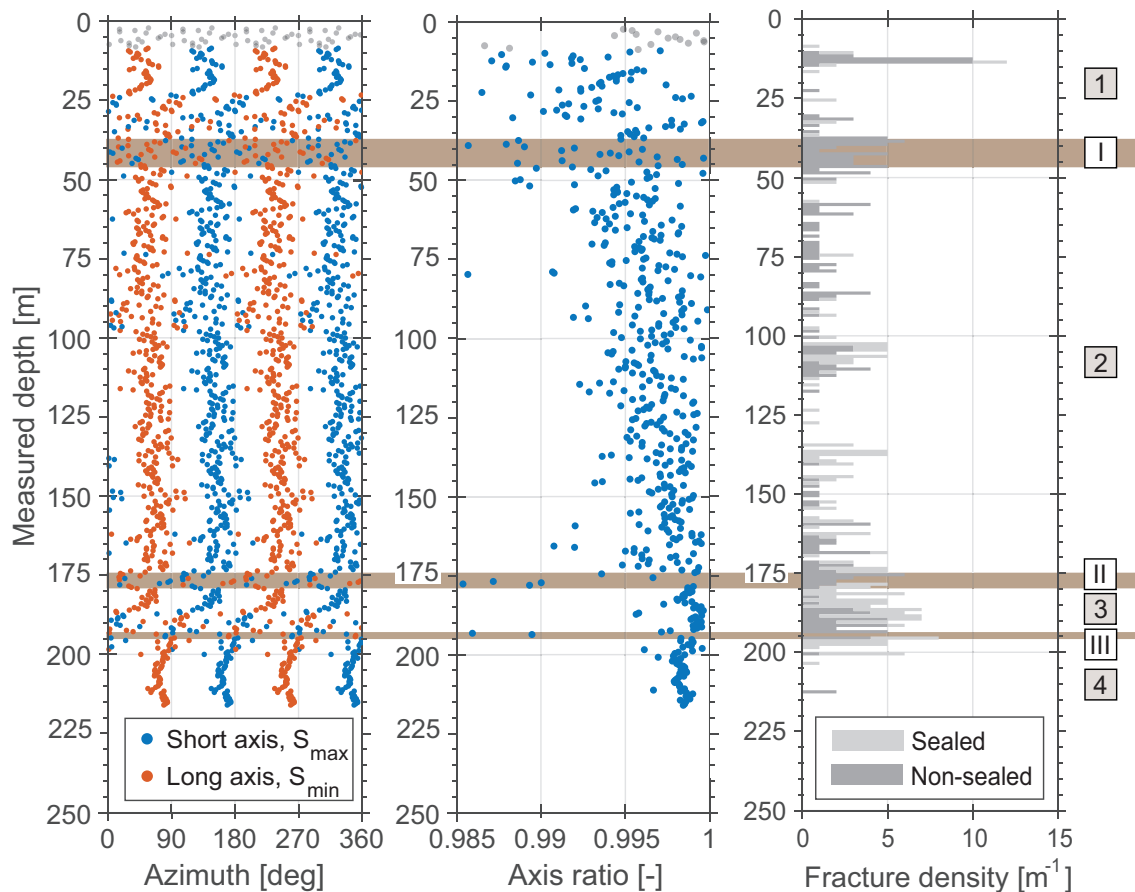 Measured depth [m]
0
25
50
75
100
125
150
175
200
225
250
Short axis, S_max
Long axis, S_min
0 90 180 270 360
Azimuth [deg]
0
25
50
75
100
125
150
175
200
225
250
0.985 0.99 0.995 1
Axis ratio [-]
0
25
50
75
100
125
150
175
200
225
250
Sealed
Non-sealed
0 5 10 15
Fracture density [m⁻¹]
1
I
2
II
3
III
4